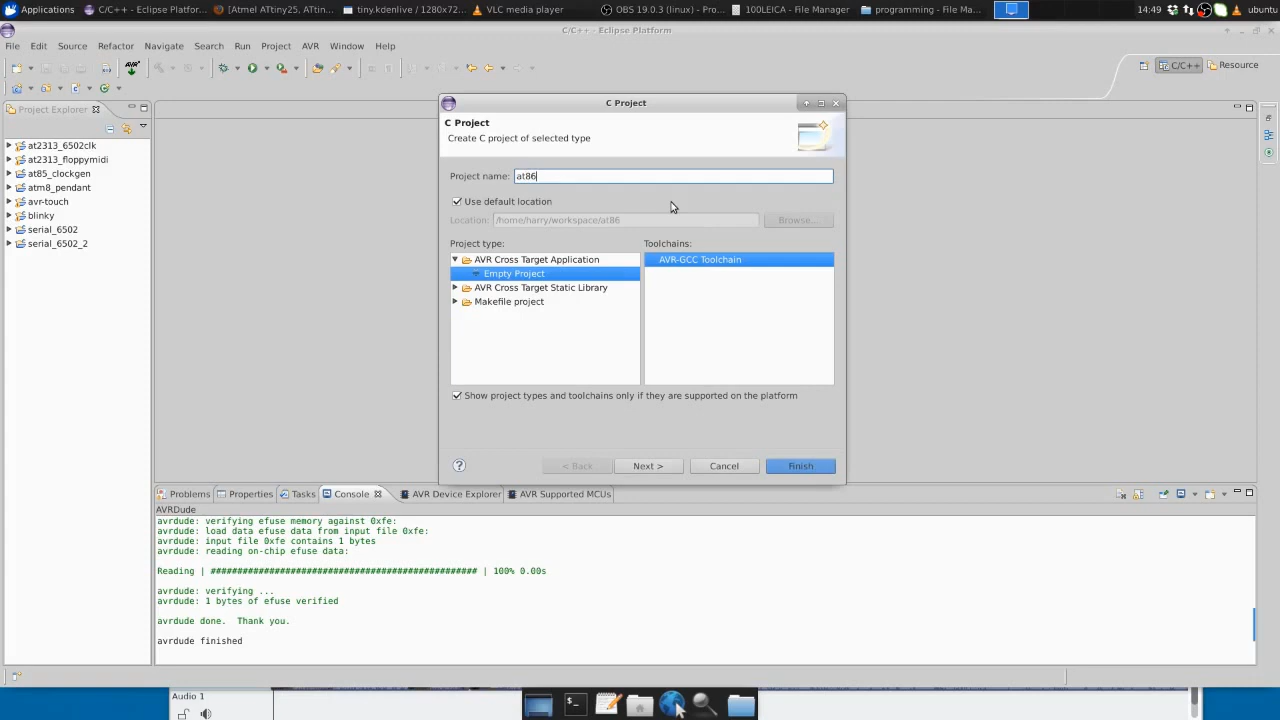 Applications C/C++ - Eclipse Platfor... [Atmel ATtiny25, ATtin... tiny.kdenlive / 1280x72... VLC media player OBS 19.0.3 (linux) - Pro... 100LEICA - File Manager programming - File Ma... 14:49 ubuntu
C/C++ - Eclipse Platform
File Edit Source Refactor Navigate Search Run Project AVR Window Help
AVR
C/C++ Resource
Project Explorer
at2313_6502clk
at2313_floppymidi
at85_clockgen
atm8_pendant
avr-touch
blinky
serial_6502
serial_6502_2
C Project
C Project
Create C project of selected type
Project name: at86
Use default location
Location: /home/harry/workspace/at86 Browse...
Project type: Toolchains:
AVR Cross Target Application AVR-GCC Toolchain
Empty Project
AVR Cross Target Static Library
Makefile project
Show project types and toolchains only if they are supported on the platform
? < Back Next > Cancel Finish
Problems Properties Tasks Console AVR Device Explorer AVR Supported MCUs
AVRDude
avrdude: verifying efuse memory against 0xfe:
avrdude: load data efuse data from input file 0xfe:
avrdude: input file 0xfe contains 1 bytes
avrdude: reading on-chip efuse data:
Reading | ################################################## | 100% 0.00s
avrdude: verifying ...
avrdude: 1 bytes of efuse verified
avrdude done.  Thank you.
avrdude finished
Audio 1